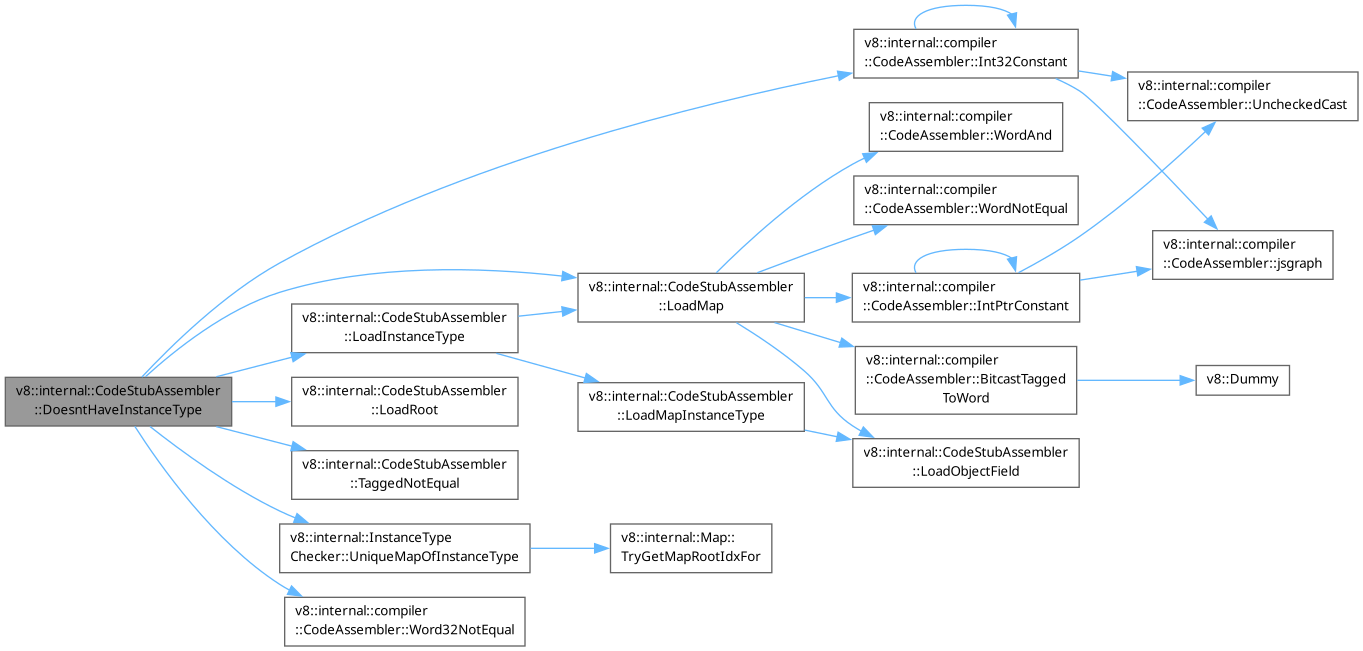 v8::internal::CodeStubAssembler
::DoesntHaveInstanceType
v8::internal::compiler
::CodeAssembler::Int32Constant
v8::internal::compiler
::CodeAssembler::UncheckedCast
v8::internal::compiler
::CodeAssembler::jsgraph
v8::internal::CodeStubAssembler
::LoadInstanceType
v8::internal::CodeStubAssembler
::LoadMap
v8::internal::compiler
::CodeAssembler::WordAnd
v8::internal::compiler
::CodeAssembler::WordNotEqual
v8::internal::compiler
::CodeAssembler::IntPtrConstant
v8::internal::compiler
::CodeAssembler::BitcastTagged
ToWord
v8::Dummy
v8::internal::CodeStubAssembler
::LoadObjectField
v8::internal::CodeStubAssembler
::LoadMapInstanceType
v8::internal::CodeStubAssembler
::LoadRoot
v8::internal::CodeStubAssembler
::TaggedNotEqual
v8::internal::InstanceType
Checker::UniqueMapOfInstanceType
v8::internal::Map::
TryGetMapRootIdxFor
v8::internal::compiler
::CodeAssembler::Word32NotEqual